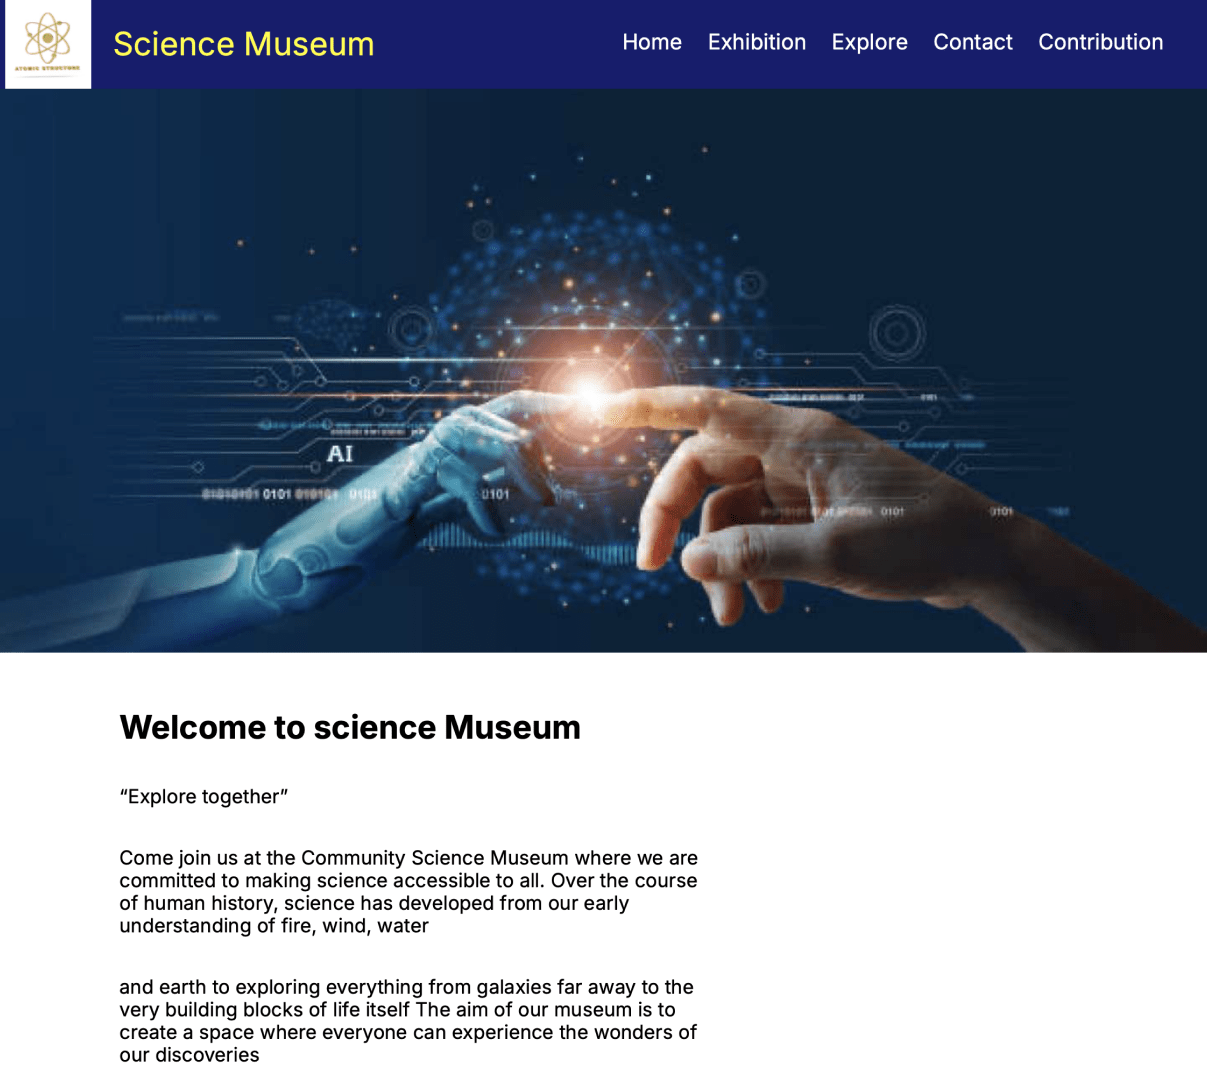 ATOMIC STRUCTURE
Science Museum
Home Exhibition Explore Contact Contribution
0101
AI
01010101 0101 010101 0101
0101
0101
0101
Welcome to science Museum
“Explore together”
Come join us at the Community Science Museum where we are
committed to making science accessible to all. Over the course
of human history, science has developed from our early
understanding of fire, wind, water
and earth to exploring everything from galaxies far away to the
very building blocks of life itself The aim of our museum is to
create a space where everyone can experience the wonders of
our discoveries